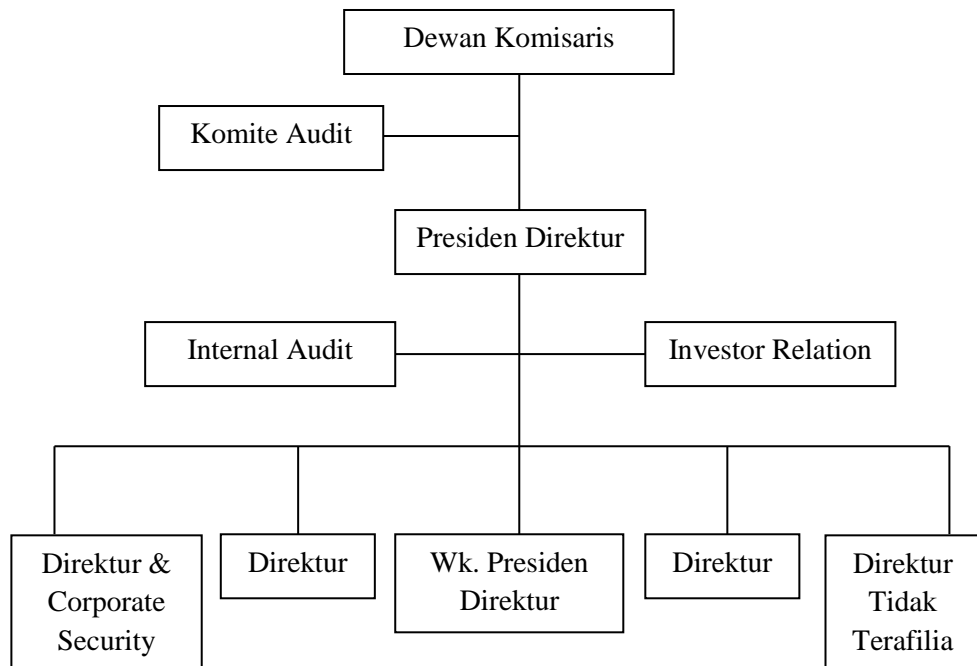 Dewan Komisaris
Komite Audit
Presiden Direktur
Internal Audit
Investor Relation
Direktur &
Corporate
Security
Direktur
Wk. Presiden
Direktur
Direktur
Direktur
Tidak
Terafilia